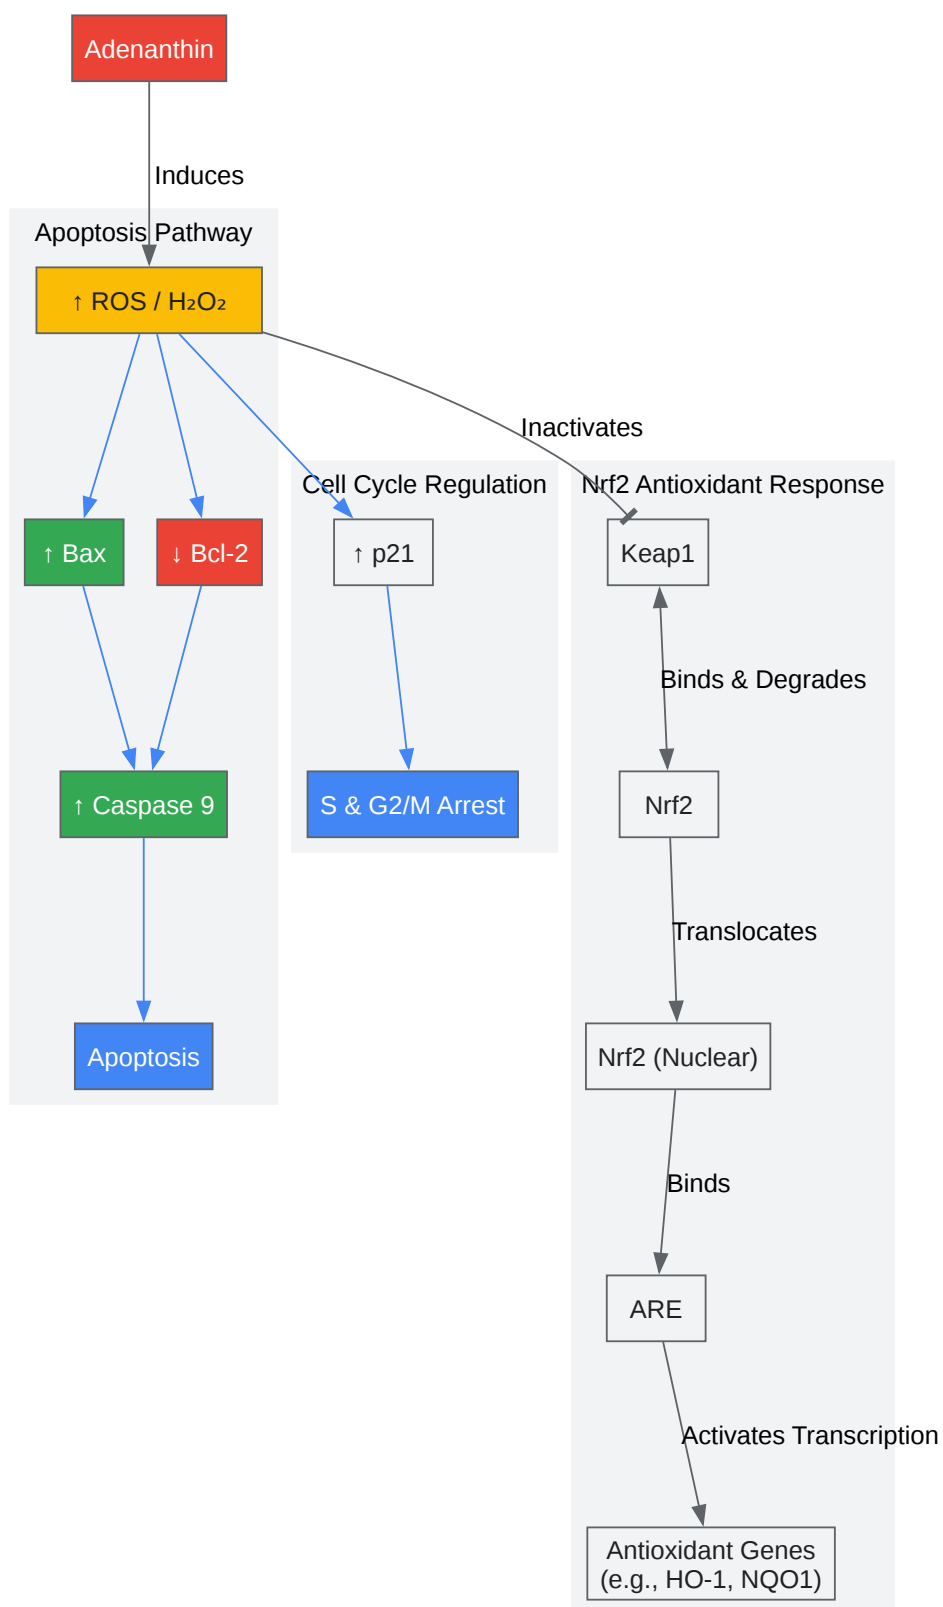 Adenanthin
Induces
Apoptosis Pathway
↑ ROS / H₂O₂
Inactivates
Cell Cycle Regulation
Nrf2 Antioxidant Response
↑ Bax
↓ Bcl-2
↑ p21
Keap1
Binds & Degrades
↑ Caspase 9
S & G2/M Arrest
Nrf2
Translocates
Apoptosis
Nrf2 (Nuclear)
Binds
ARE
Activates Transcription
Antioxidant Genes
(e.g., HO-1, NQO1)